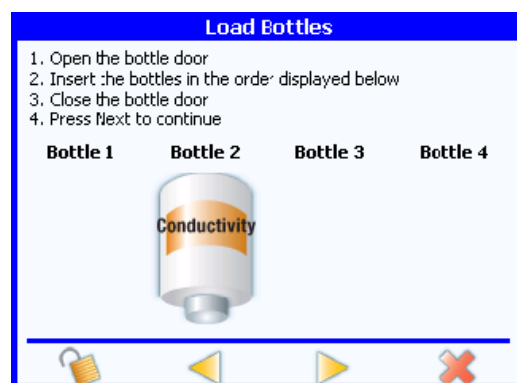 Load Bottles
1. Open the bottle door
2. Insert the bottles in the order displayed below
3. Close the bottle door
4. Press Next to continue
Bottle 1 Bottle 2 Bottle 3 Bottle 4
Conductivity